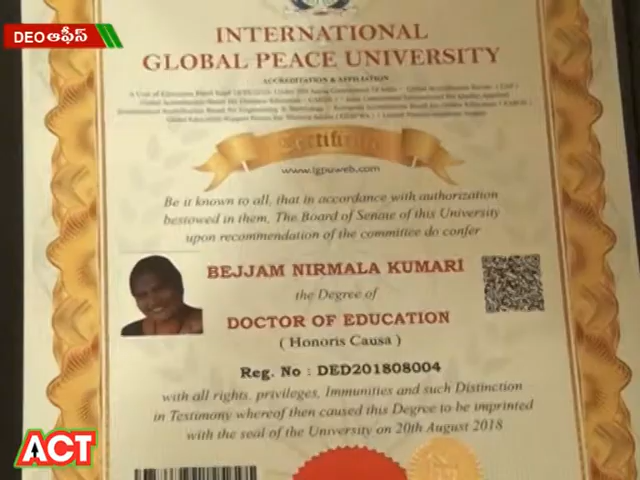 DEO ఆఫీస్
INTERNATIONAL
GLOBAL PEACE UNIVERSITY
ACCREDITATION & AFFILIATION
Certificate
www.igpuweb.com
Be it known to all, that in accordance with authorization
bestowed in them, The Board of Senate of this University
upon recommendation of the committee do confer
BEJJAM NIRMALA KUMARI
the Degree of
DOCTOR OF EDUCATION
( Honoris Causa )
Reg. No : DED201808004
with all rights, privileges, Immunities and such Distinction
in Testimony whereof then caused this Degree to be imprinted
with the seal of the University on 20th August 2018
ACT